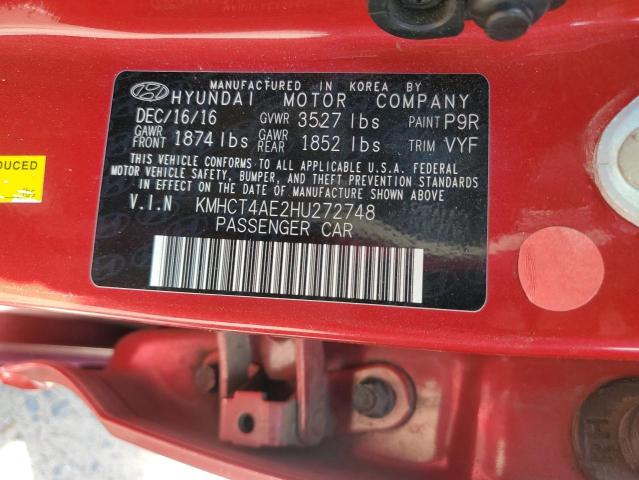 MANUFACTURED IN KOREA BY
HYUNDAI MOTOR COMPANY
DEC/16/16 GVWR 3527 lbs PAINT P9R
GAWR FRONT 1874 lbs GAWR REAR 1852 lbs TRIM VYF
THIS VEHICLE CONFORMS TO ALL APPLICABLE U.S.A. FEDERAL
MOTOR VEHICLE SAFETY, BUMPER, AND THEFT PREVENTION STANDARDS
IN EFFECT ON THE DATE OF MANUFACTURE SHOWN ABOVE.
V.I.N KMHCT4AE2HU272748
PASSENGER CAR
RH